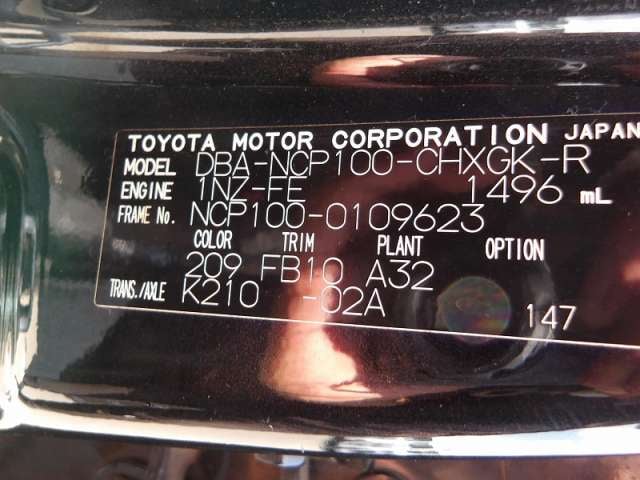 TOYOTA MOTOR CORPORATION JAPAN
MODEL DBA-NCP100-CHXGK-R
ENGINE 1NZ-FE 1496 mL
FRAME No. NCP100-0109623
COLOR TRIM PLANT OPTION
209 FB10 A32
TRANS./AXLE K210 -02A
147